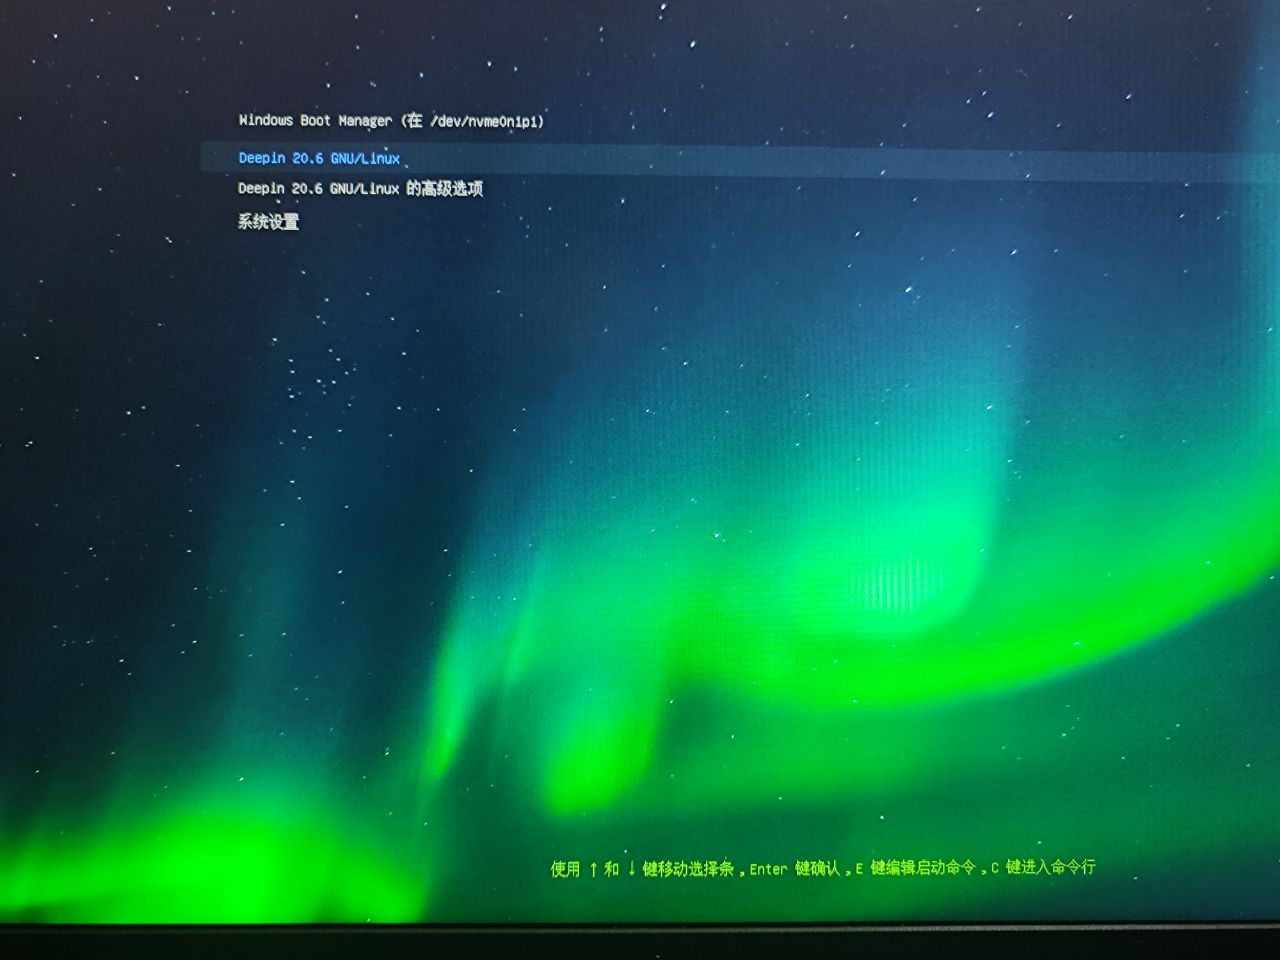 Windows Boot Manager (在 /dev/nvme0n1p1)
Deepin 20.6 GNU/Linux
Deepin 20.6 GNU/Linux 的高级选项
系统设置
使用 ↑ 和 ↓ 键移动选择条，Enter 键确认，E 键编辑启动命令，C 键进入命令行